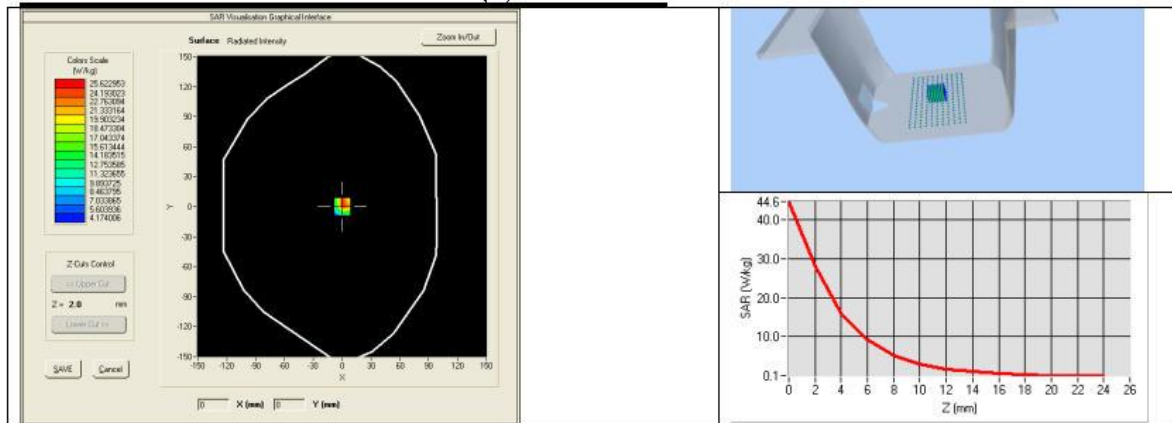 SAR Visualisation Graphical Interface
Surface Radiated Intensity
Zoom In/Out
Colors Scale
(W/kg)
25.622953
24.193023
22.763094
21.333164
19.903234
18.473304
17.043374
15.613444
14.183515
12.753585
11.323655
9.893725
8.463795
7.033865
5.603936
4.174006
150-
120-
90-
60-
30-
0-
-30-
-60-
-90-
-120-
-150-
Y
-150 -120 -90 -60 -30 0 30 60 90 120 150
X
Z-Cuts Control
<< Upper Cut
Z = 2.0 mm
Lower Cut >>
SAVE Cancel
0 X (mm) 0 Y (mm)
44.6-
40.0-
30.0-
20.0-
10.0-
0.1-
SAR (W/kg)
0 2 4 6 8 10 12 14 16 18 20 22 24 26
Z (mm)